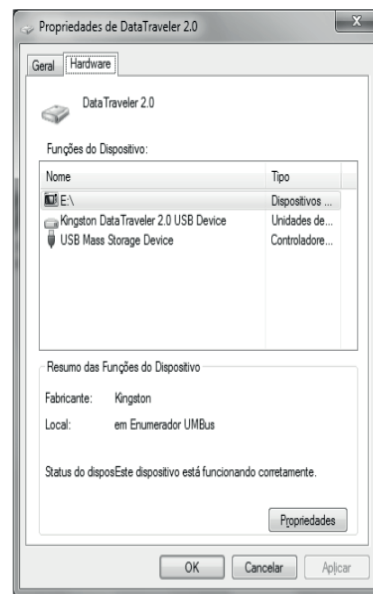 Propriedades de DataTraveler 2.0
x
Geral Hardware
DataTraveler 2.0
Funções do Dispositivo:
Nome Tipo
E:\ Dispositivos ...
Kingston DataTraveler 2.0 USB Device Unidades de...
USB Mass Storage Device Controladore...
Resumo das Funções do Dispositivo
Fabricante: Kingston
Local: em Enumerador UMBus
Status do disposEste dispositivo está funcionando corretamente.
Propriedades
OK Cancelar Aplicar